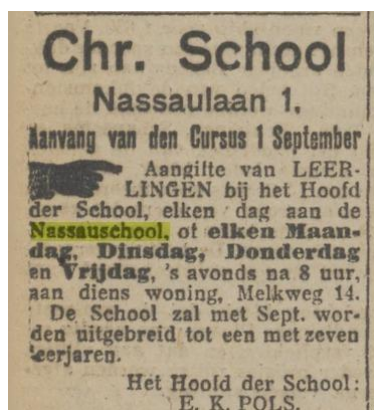 Chr. School
Nassaulaan 1.
Aanvang van den Cursus 1 September
Aangifte van LEER-
LINGEN bij het Hoofd
der School, elken dag aan de
Nassauschool, of elken Maan-
dag, Dinsdag, Donderdag
en Vrijdag, 's avonds na 8 uur,
aan diens woning, Melkweg 14.
De School zal met Sept. wor-
den uitgebreid tot een met zeven
leerjaren.
Het Hoofd der School:
E. K. POLS.